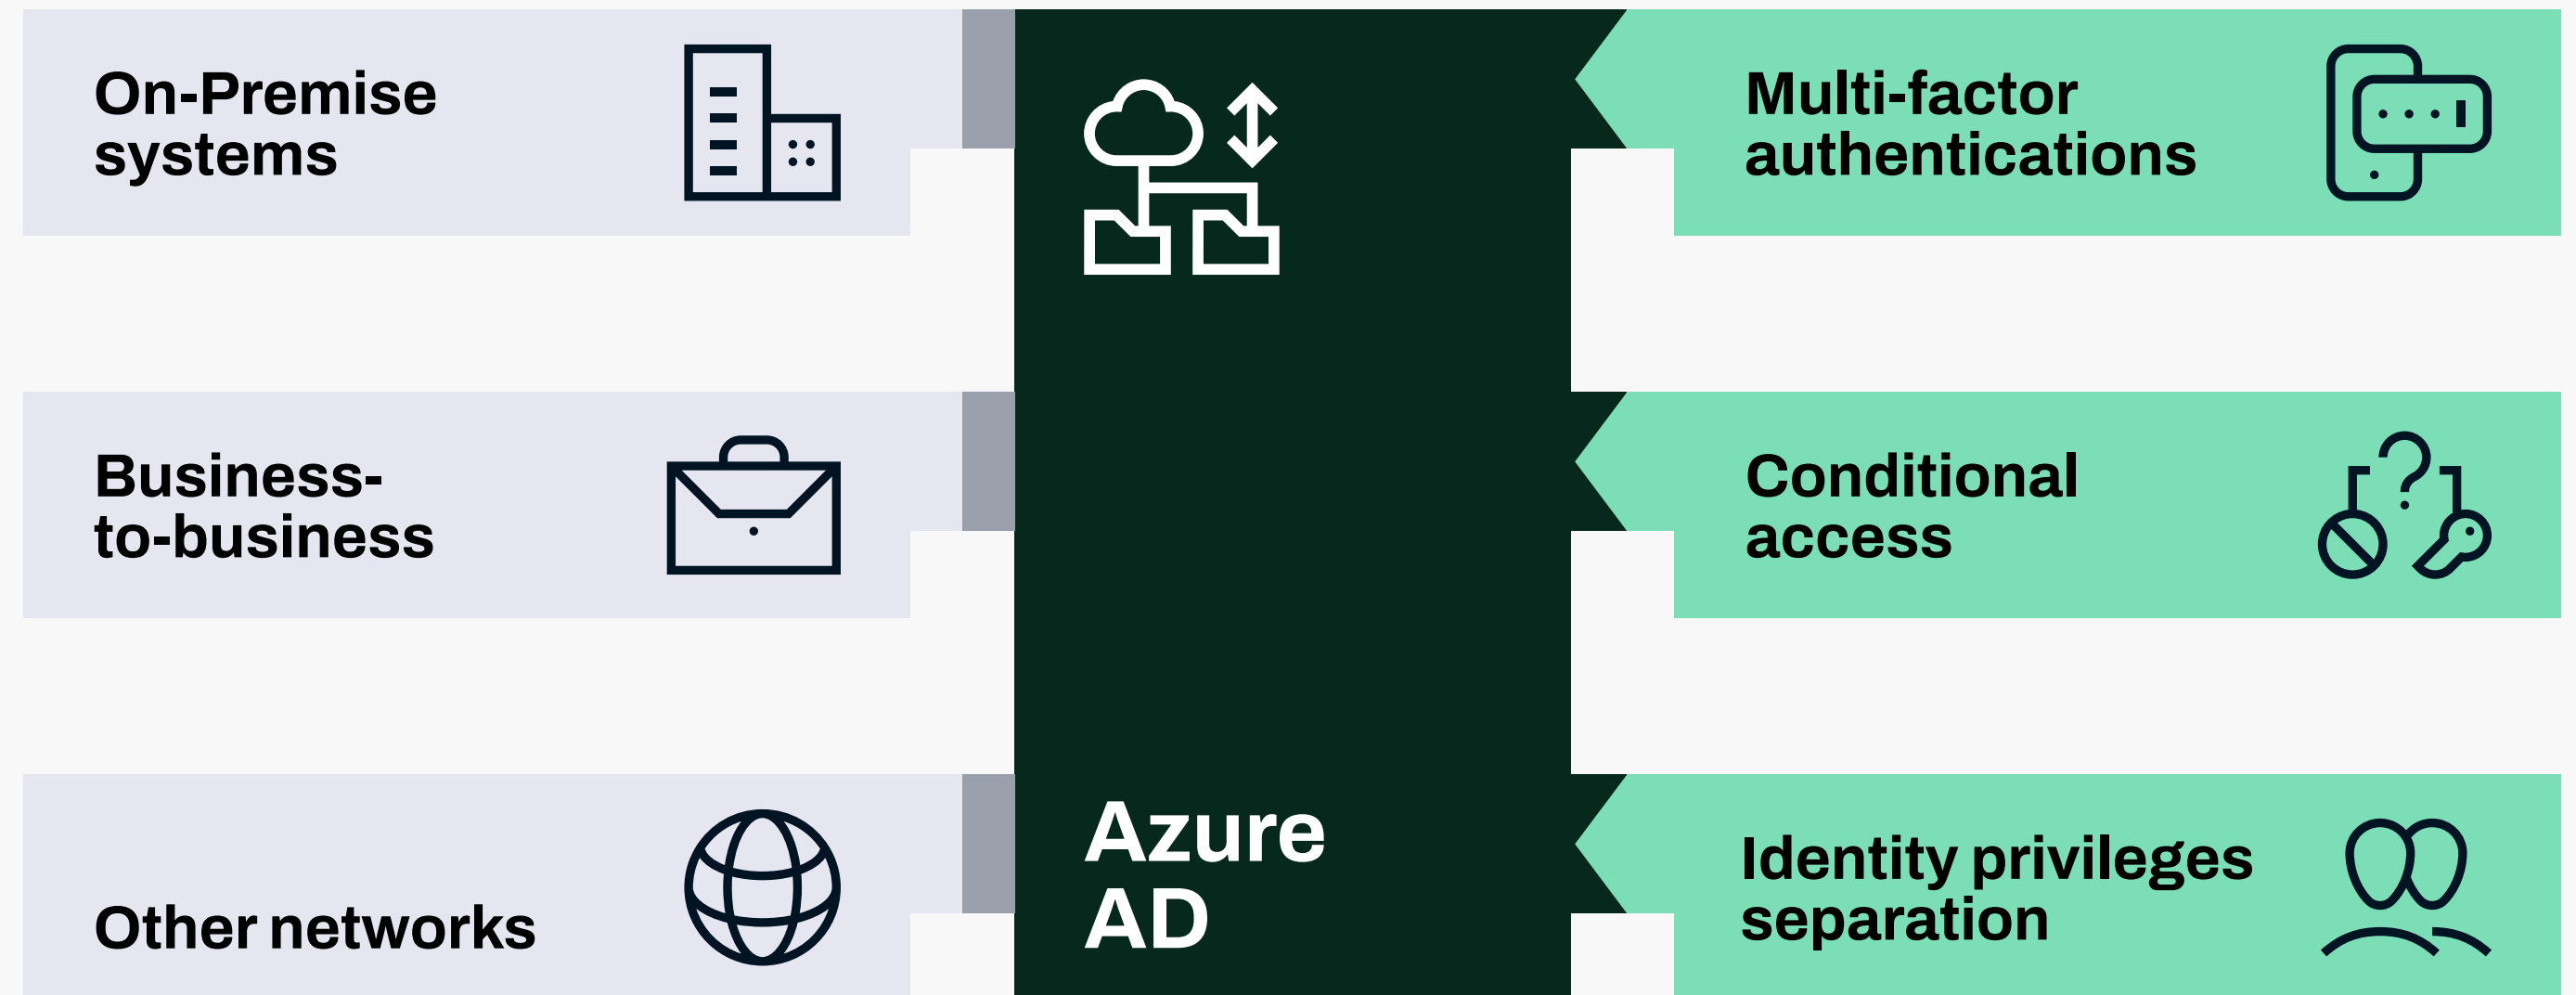 On-Premise
systems
Business-
to-business
Other networks
Azure
AD
Multi-factor
authentications
Conditional
access
Identity privileges
separation